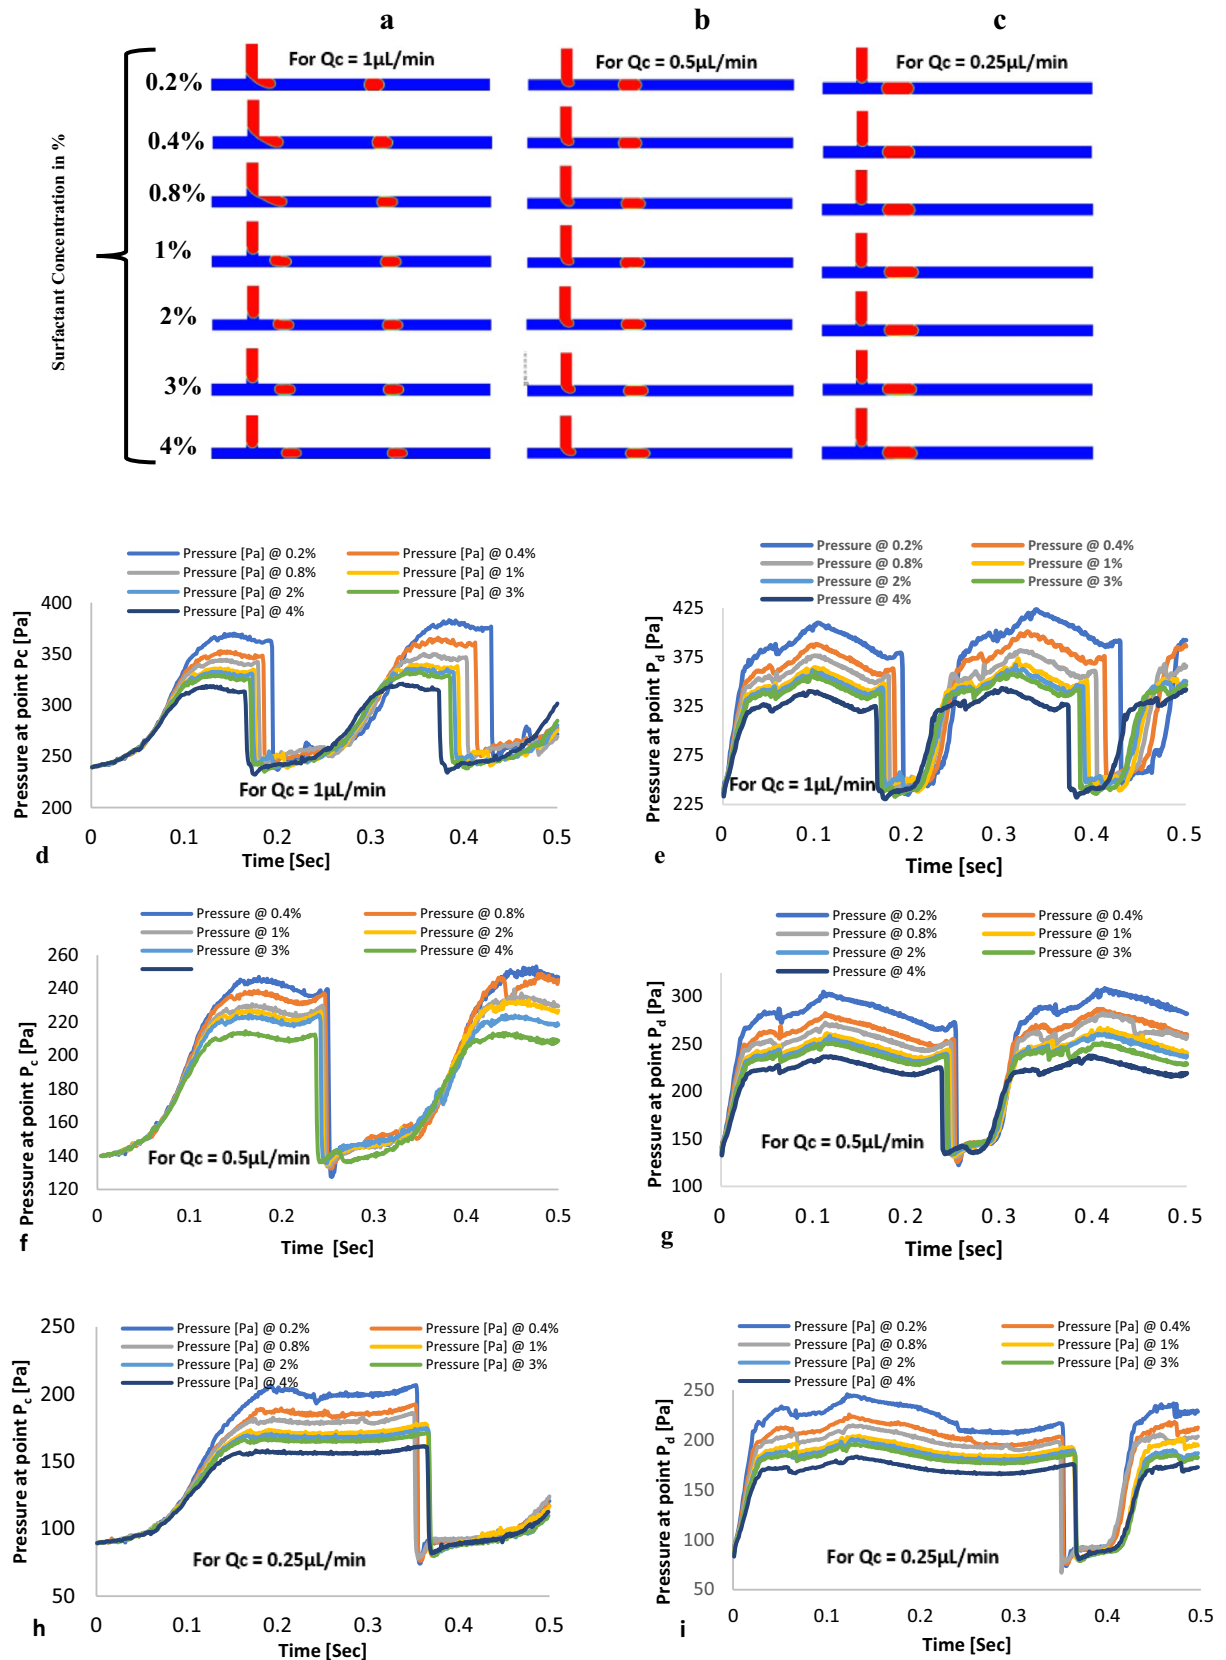 a b c
For Qc = 1µL/min For Qc = 0.5µL/min For Qc = 0.25µL/min
Surfactant Concentration in %
0.2%
0.4%
0.8%
1%
2%
3%
4%
Pressure [Pa] @ 0.2% Pressure [Pa] @ 0.4%
Pressure [Pa] @ 0.8% Pressure [Pa] @ 1%
Pressure [Pa] @ 2% Pressure [Pa] @ 3%
Pressure [Pa] @ 4%
Pressure at point Pc [Pa]
400
350
300
250
200
For Qc = 1µL/min
0 0.1 0.2 0.3 0.4 0.5
Time [Sec]
d
Pressure @ 0.2% Pressure @ 0.4%
Pressure @ 0.8% Pressure @ 1%
Pressure @ 2% Pressure @ 3%
Pressure @ 4%
Pressure at point P_d [Pa]
425
375
325
275
225
For Qc = 1µL/min
0 0.1 0.2 0.3 0.4 0.5
Time [sec]
e
Pressure @ 0.4% Pressure @ 0.8%
Pressure @ 1% Pressure @ 2%
Pressure @ 3% Pressure @ 4%
Pressure at point P_c [Pa]
260
240
220
200
180
160
140
120
For Qc = 0.5µL/min
0 0.1 0.2 0.3 0.4 0.5
Time [Sec]
f
Pressure @ 0.2% Pressure @ 0.4%
Pressure @ 0.8% Pressure @ 1%
Pressure @ 2% Pressure @ 3%
Pressure @ 4%
Pressure at point P_d [Pa]
300
250
200
150
100
For Qc = 0.5µL/min
0 0.1 0.2 0.3 0.4 0.5
Time [sec]
g
Pressure [Pa] @ 0.2% Pressure [Pa] @ 0.4%
Pressure [Pa] @ 0.8% Pressure [Pa] @ 1%
Pressure [Pa] @ 2% Pressure [Pa] @ 3%
Pressure [Pa] @ 4%
Pressure at point P_c [Pa]
250
200
150
100
50
For Qc = 0.25µL/min
0 0.1 0.2 0.3 0.4 0.5
Time [Sec]
h
Pressure [Pa] @ 0.2% Pressure [Pa] @ 0.4%
Pressure [Pa] @ 0.8% Pressure [Pa] @ 1%
Pressure [Pa] @ 2% Pressure [Pa] @ 3%
Pressure [Pa] @ 4%
Pressure at point P_d [Pa]
250
200
150
100
50
For Qc = 0.25µL/min
0 0.1 0.2 0.3 0.4 0.5
Time [Sec]
i